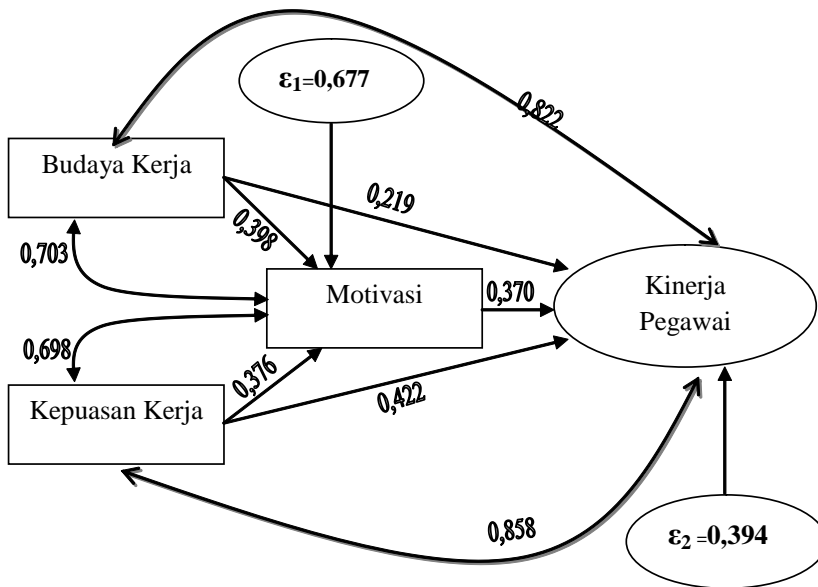 ε₁=0,677
0,822
Budaya Kerja
0,219
0,398
0,703
Motivasi
0,370
Kinerja
Pegawai
0,698
0,376
Kepuasan Kerja
0,422
0,858
ε₂ =0,394